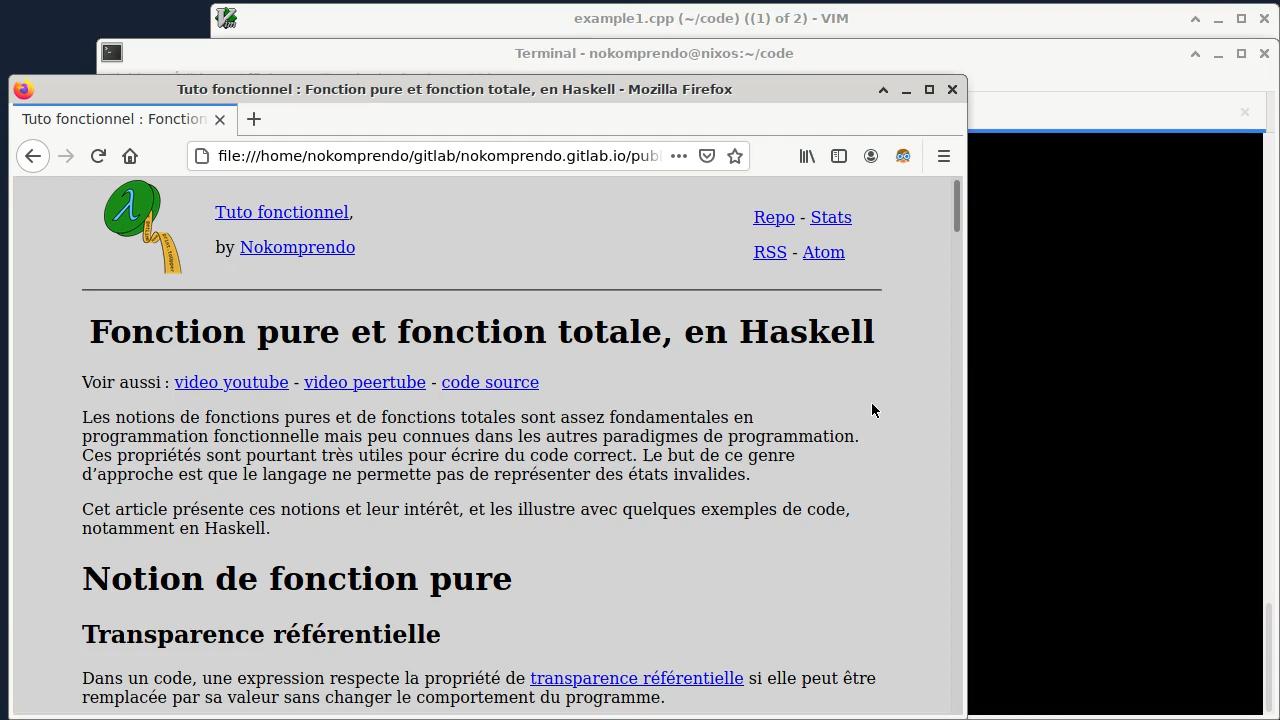 example1.cpp (~/code) ((1) of 2) - VIM
Terminal - nokomprendo@nixos:~/code
Tuto fonctionnel : Fonction pure et fonction totale, en Haskell - Mozilla Firefox
Tuto fonctionnel : Fonction
file:///home/nokomprendo/gitlab/nokomprendo.gitlab.io/publ
Tuto fonctionnel,
by Nokomprendo
Repo - Stats
RSS - Atom
Fonction pure et fonction totale, en Haskell
Voir aussi : video youtube - video peertube - code source
Les notions de fonctions pures et de fonctions totales sont assez fondamentales en
programmation fonctionnelle mais peu connues dans les autres paradigmes de programmation.
Ces propriétés sont pourtant très utiles pour écrire du code correct. Le but de ce genre
d’approche est que le langage ne permette pas de représenter des états invalides.
Cet article présente ces notions et leur intérêt, et les illustre avec quelques exemples de code,
notamment en Haskell.
Notion de fonction pure
Transparence référentielle
Dans un code, une expression respecte la propriété de transparence référentielle si elle peut être
remplacée par sa valeur sans changer le comportement du programme.